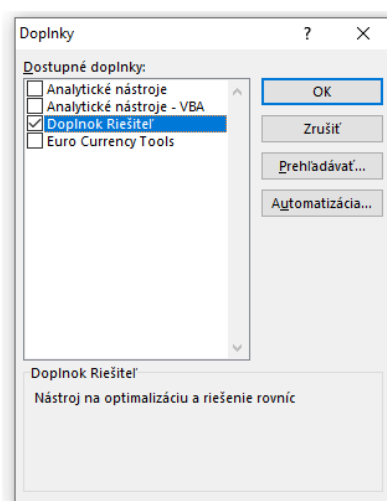 Doplnky
?
Dostupné doplnky:
Analytické nástroje
Analytické nástroje - VBA
Doplnok Riešiteľ
Euro Currency Tools
OK
Zrušiť
Prehľadávať...
Automatizácia...
Doplnok Riešiteľ
Nástroj na optimalizáciu a riešenie rovníc